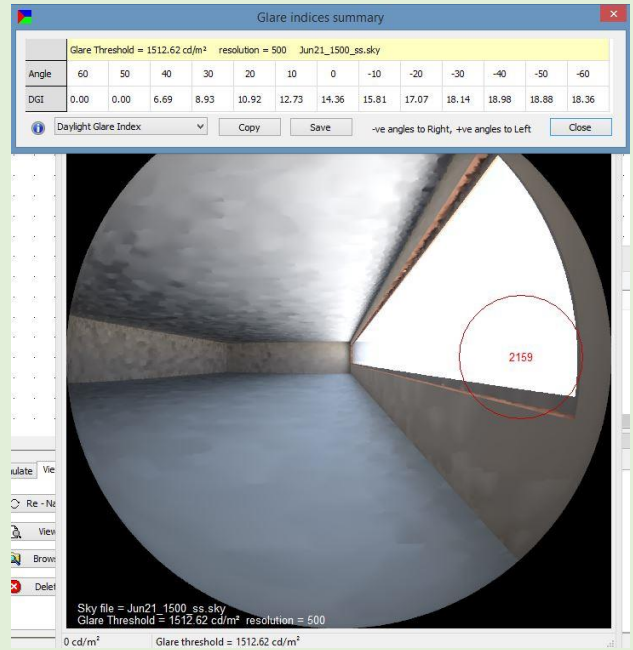 Glare indices summary
Glare Threshold = 1512.62 cd/m² resolution = 500 Jun21_1500_ss.sky
Angle 60 50 40 30 20 10 0 -10 -20 -30 -40 -50 -60
DGI 0.00 0.00 6.69 8.93 10.92 12.73 14.36 15.81 17.07 18.14 18.98 18.88 18.36
Daylight Glare Index Copy Save -ve angles to Right, +ve angles to Left Close
2159
ulate Vie
Re - Na
View
Brows
Delet
Sky file = Jun21_1500_ss.sky
Glare Threshold = 1512.62 cd/m² resolution = 500
0 cd/m² Glare threshold = 1512.62 cd/m²